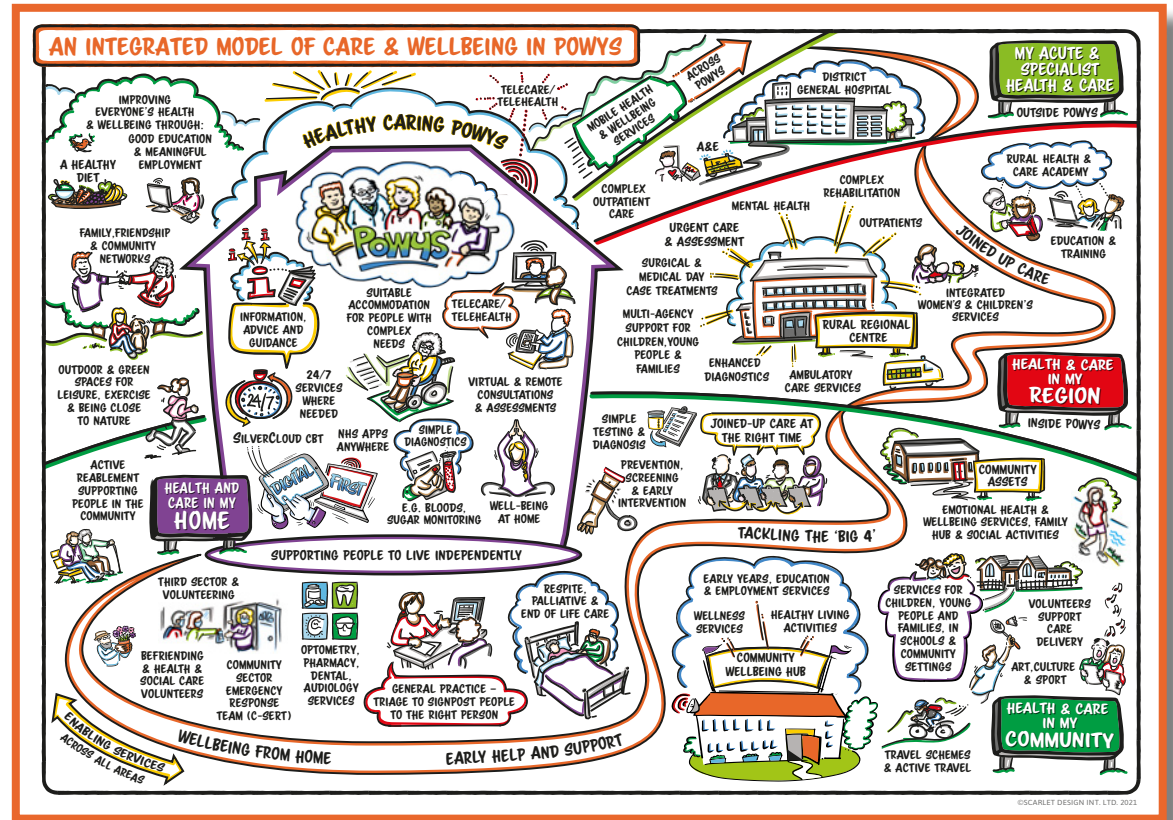 AN INTEGRATED MODEL OF CARE & WELLBEING IN POWYS
IMPROVING
EVERYONE'S HEALTH
& WELLBEING THROUGH:
GOOD EDUCATION
& MEANINGFUL
EMPLOYMENT
A HEALTHY
DIET
FAMILY, FRIENDSHIP
& COMMUNITY
NETWORKS
OUTDOOR & GREEN
SPACES FOR
LEISURE, EXERCISE
& BEING CLOSE
TO NATURE
ACTIVE
REABLEMENT
SUPPORTING
PEOPLE IN THE
COMMUNITY
HEALTHY CARING POWYS
TELECARE/
TELEHEALTH
POWYS
i i i
i
INFORMATION,
ADVICE AND
GUIDANCE
SUITABLE
ACCOMMODATION
FOR PEOPLE WITH
COMPLEX
NEEDS
TELECARE/
TELEHEALTH
24/7
24/7
SERVICES
WHERE
NEEDED
VIRTUAL & REMOTE
CONSULTATIONS
& ASSESSMENTS
SILVERCLOUD CBT
NHS APPS
ANYWHERE
DIGITAL
FIRST
SIMPLE
DIAGNOSTICS
E.G. BLOODS,
SUGAR MONITORING
WELL-BEING
AT HOME
HEALTH AND
CARE IN MY
HOME
SUPPORTING PEOPLE TO LIVE INDEPENDENTLY
MOBILE HEALTH
& WELLBEING
SERVICES
ACROSS
POWYS
DISTRICT
GENERAL HOSPITAL
A&E
COMPLEX
OUTPATIENT
CARE
MY ACUTE &
SPECIALIST
HEALTH & CARE
OUTSIDE POWYS
RURAL HEALTH &
CARE ACADEMY
EDUCATION &
TRAINING
JOINED UP CARE
COMPLEX
REHABILITATION
MENTAL HEALTH
OUTPATIENTS
URGENT CARE
& ASSESSMENT
SURGICAL &
MEDICAL DAY
CASE TREATMENTS
MULTI-AGENCY
SUPPORT FOR
CHILDREN, YOUNG
PEOPLE &
FAMILIES
INTEGRATED
WOMEN'S & CHILDREN'S
SERVICES
RURAL REGIONAL
CENTRE
ENHANCED
DIAGNOSTICS
AMBULATORY
CARE SERVICES
HEALTH & CARE
IN MY
REGION
INSIDE POWYS
SIMPLE
TESTING &
DIAGNOSIS
JOINED-UP CARE AT
THE RIGHT TIME
PREVENTION,
SCREENING
& EARLY
INTERVENTION
COMMUNITY
ASSETS
EMOTIONAL HEALTH &
WELLBEING SERVICES, FAMILY
HUB & SOCIAL ACTIVITIES
TACKLING THE 'BIG 4'
THIRD SECTOR &
VOLUNTEERING
BEFRIENDING
& HEALTH &
SOCIAL CARE
VOLUNTEERS
COMMUNITY
SECTOR
EMERGENCY
RESPONSE
TEAM (C-SERT)
OPTOMETRY,
PHARMACY,
DENTAL,
AUDIOLOGY
SERVICES
GENERAL PRACTICE –
TRIAGE TO SIGNPOST PEOPLE
TO THE RIGHT PERSON
RESPITE,
PALLIATIVE &
END OF LIFE CARE
EARLY YEARS, EDUCATION
& EMPLOYMENT SERVICES
WELLNESS
SERVICES
HEALTHY LIVING
ACTIVITIES
COMMUNITY
WELLBEING HUB
SERVICES FOR
CHILDREN, YOUNG
PEOPLE AND
FAMILIES, IN
SCHOOLS &
COMMUNITY
SETTINGS
VOLUNTEERS
SUPPORT
CARE
DELIVERY
ART, CULTURE
& SPORT
TRAVEL SCHEMES
& ACTIVE TRAVEL
HEALTH & CARE
IN MY
COMMUNITY
ENABLING SERVICES
ACROSS ALL AREAS
WELLBEING FROM HOME
EARLY HELP AND SUPPORT
©SCARLET DESIGN INT. LTD. 2021